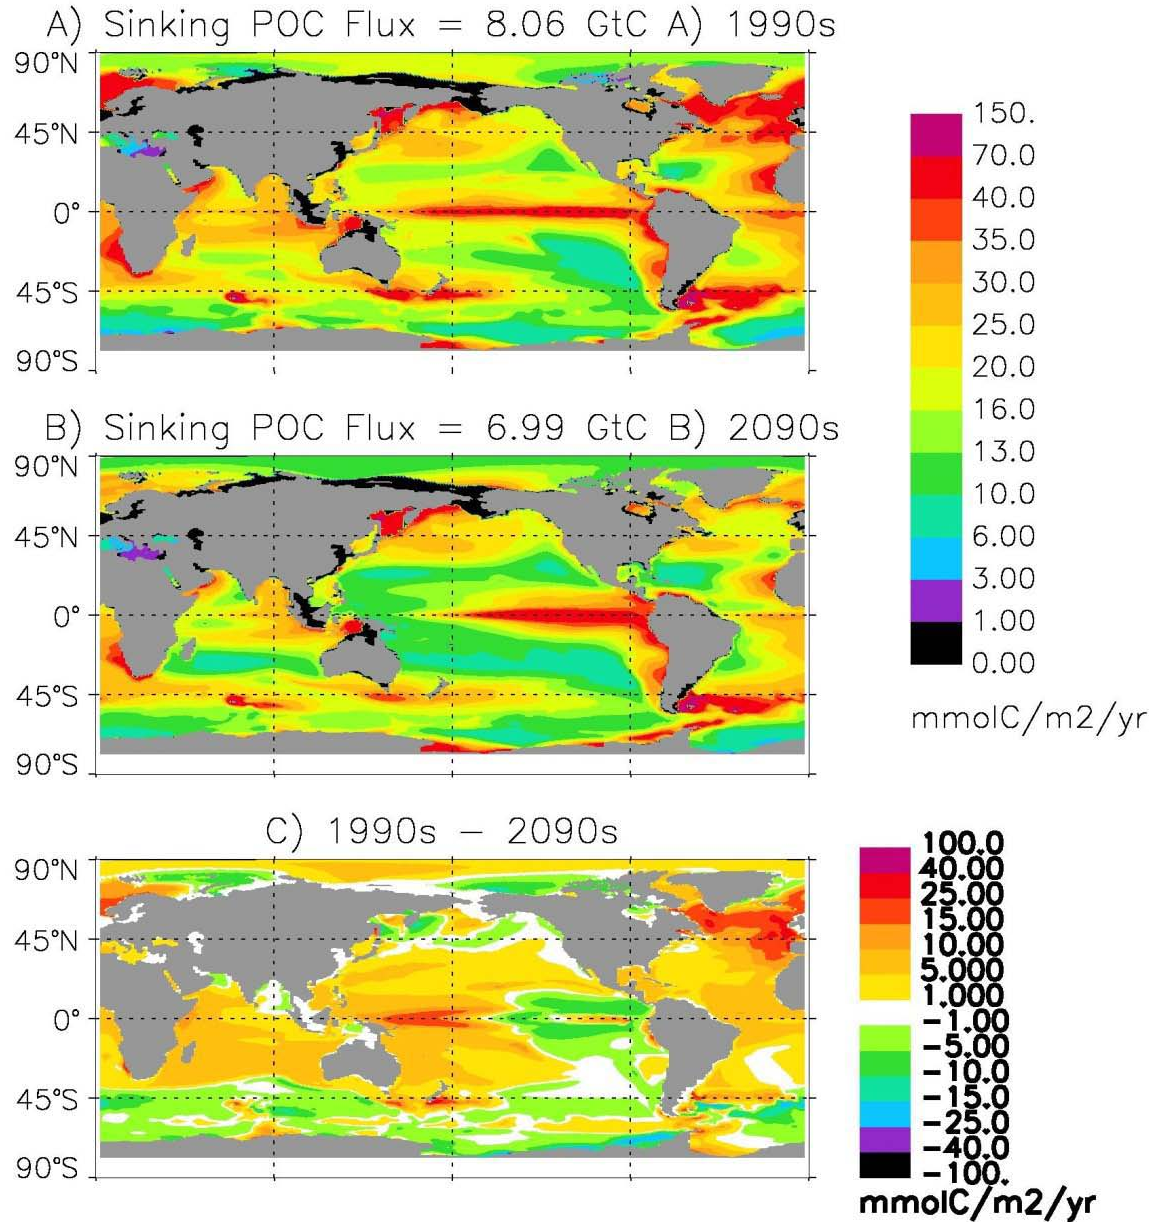 A) Sinking POC Flux = 8.06 GtC A) 1990s
90°N
45°N
0°
45°S
90°S
150.
70.0
40.0
35.0
30.0
25.0
20.0
16.0
13.0
10.0
6.00
3.00
1.00
0.00
mmolC/m2/yr
B) Sinking POC Flux = 6.99 GtC B) 2090s
90°N
45°N
0°
45°S
90°S
C) 1990s - 2090s
90°N
45°N
0°
45°S
90°S
100.0
40.00
25.00
15.00
10.00
5.000
1.000
-1.00
-5.00
-10.0
-15.0
-25.0
-40.0
-100.
mmolC/m2/yr